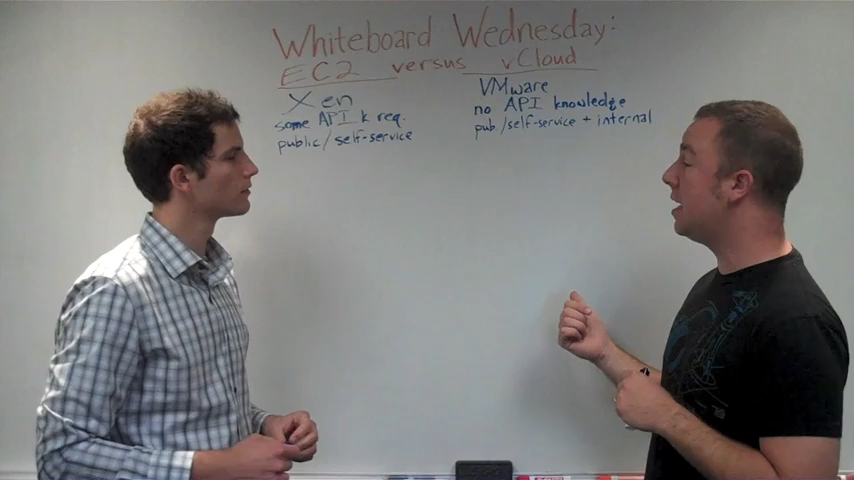 Whiteboard Wednesday:
EC2 versus vCloud
Xen
some API k req.
public/self-service
VMware
no API knowledge
pub/self-service + internal